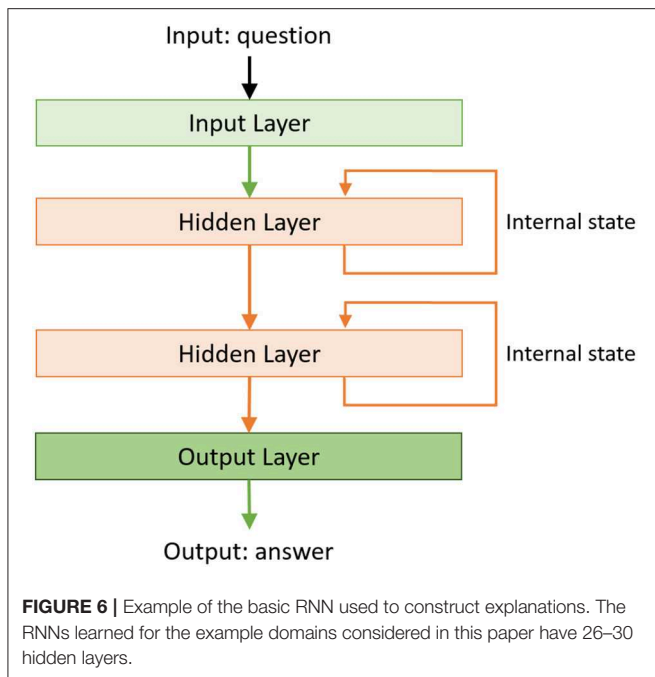 Input: question
Input Layer
Hidden Layer
Internal state
Hidden Layer
Internal state
Output Layer
Output: answer
FIGURE 6 | Example of the basic RNN used to construct explanations. The
RNNs learned for the example domains considered in this paper have 26–30
hidden layers.